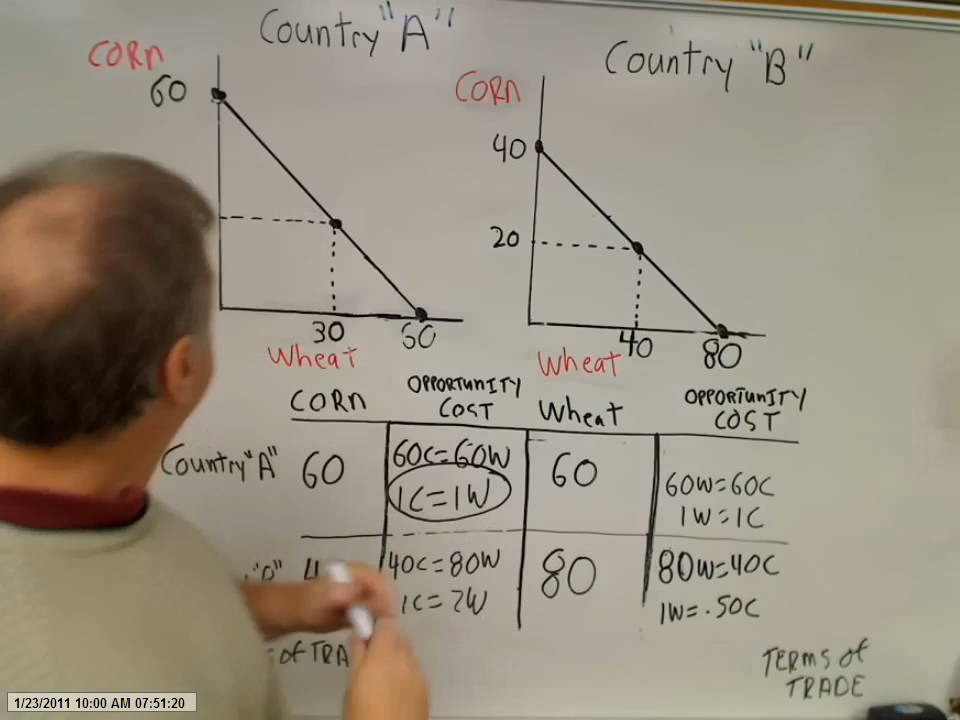 Country "A"
CORn
60
30
60
Wheat
Country "B"
CORn
40
20
40
80
Wheat
CORN
OPPORTUNITY
COST
Wheat
OPPORTUNITY
COST
Country "A"
60
60C=60W
1C=1W
60
60W=60C
1W=1C
40C=80W
1C=2W
80
80W=40C
1W=.50C
of TRA
TERMS of
TRADE
1/23/2011 10:00 AM 07:51:20